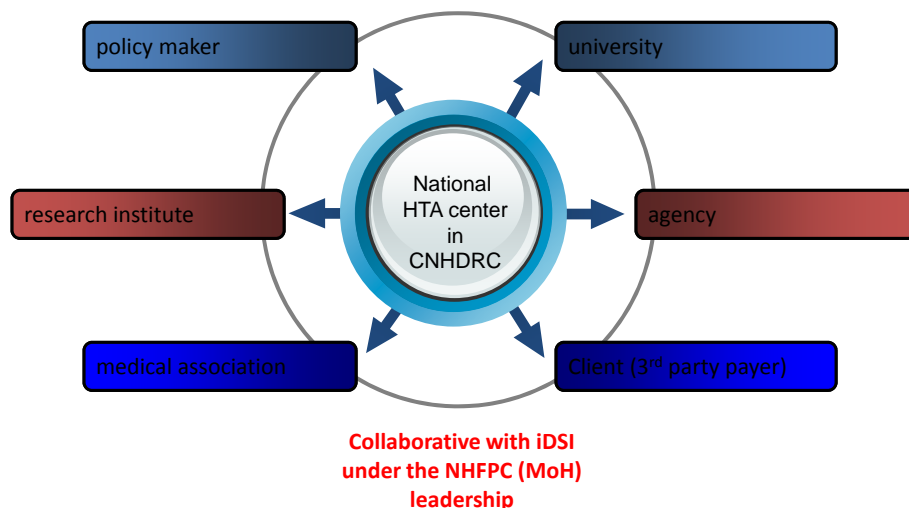 policy maker
university
National
HTA center
in
CNHDRC
research institute
agency
medical association
Client (3rd party payer)
Collaborative with iDSI
under the NHFPC (MoH)
leadership